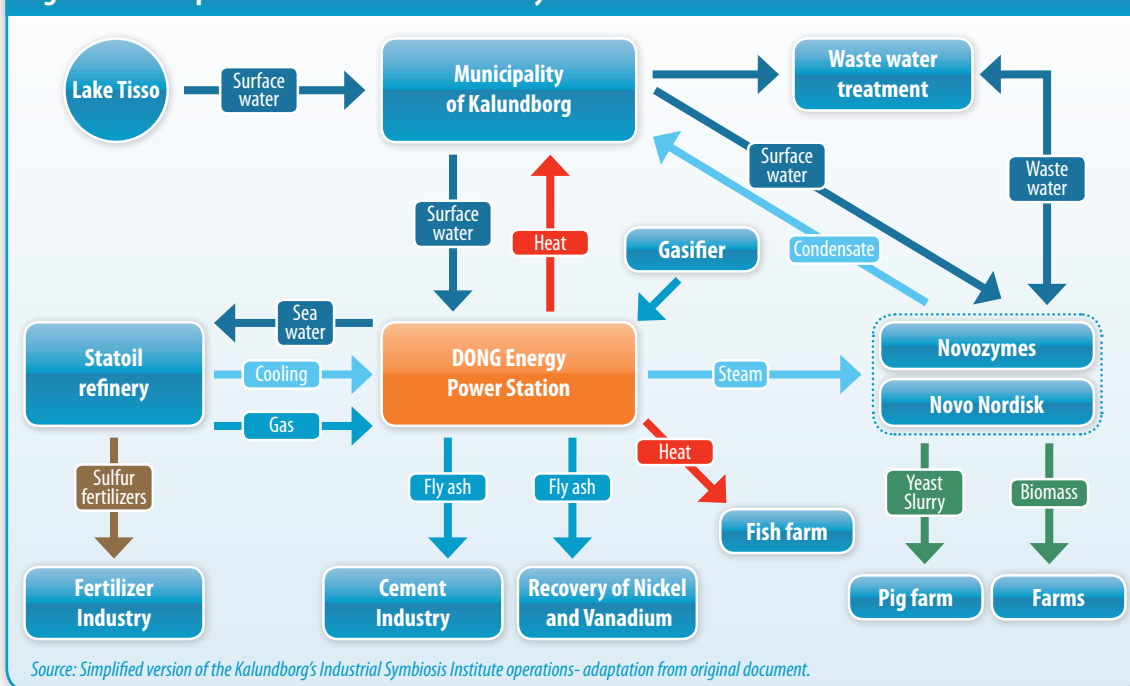 Lake Tisso
Surface
water
Municipality
of Kalundborg
Waste water
treatment
Surface
water
Waste
water
Surface
water
Heat
Gasifier
Condensate
Sea
water
Statoil
refinery
Cooling
Gas
DONG Energy
Power Station
Steam
Novozymes
Novo Nordisk
Heat
Sulfur
fertilizers
Fly ash
Fly ash
Yeast
Slurry
Biomass
Fish farm
Fertilizer
Industry
Cement
Industry
Recovery of Nickel
and Vanadium
Pig farm
Farms
Source: Simplified version of the Kalundborg's Industrial Symbiosis Institute operations- adaptation from original document.